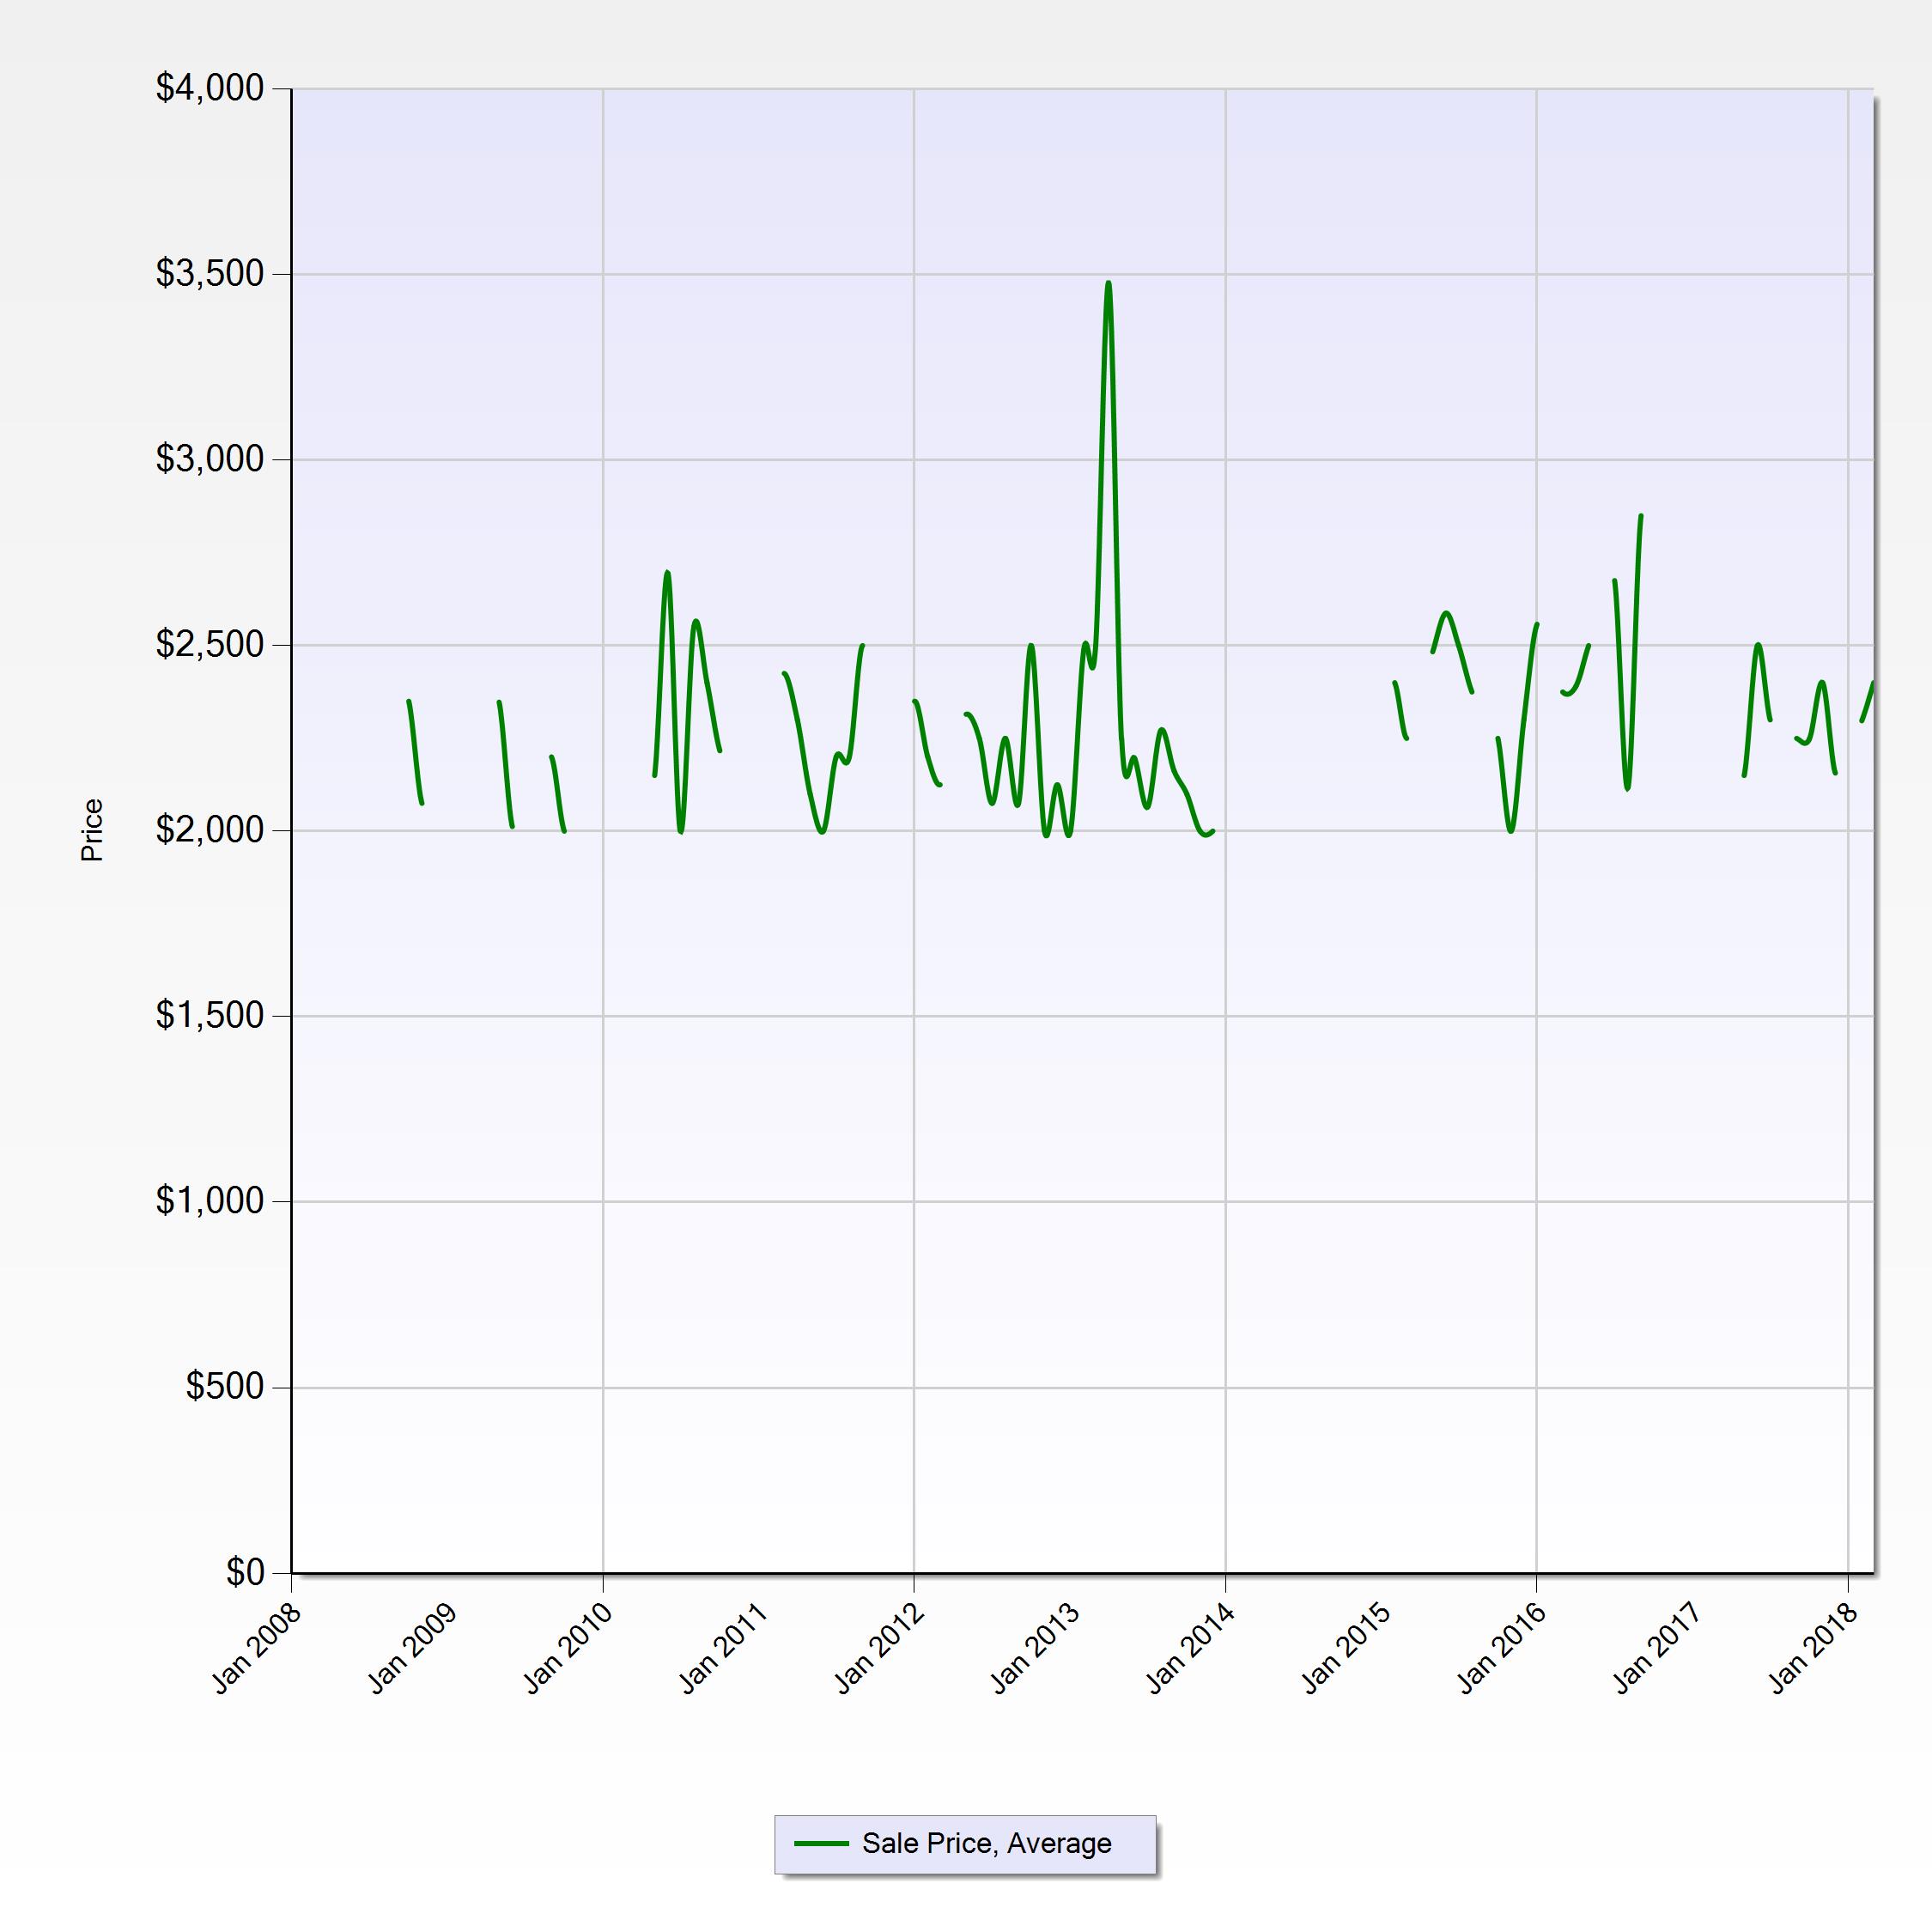 $4,000
$3,500
$3,000
$2,500
$2,000
$1,500
$1,000
$500
$0
Price
Jan 2008
Jan 2009
Jan 2010
Jan 2011
Jan 2012
Jan 2013
Jan 2014
Jan 2015
Jan 2016
Jan 2017
Jan 2018
Sale Price, Average